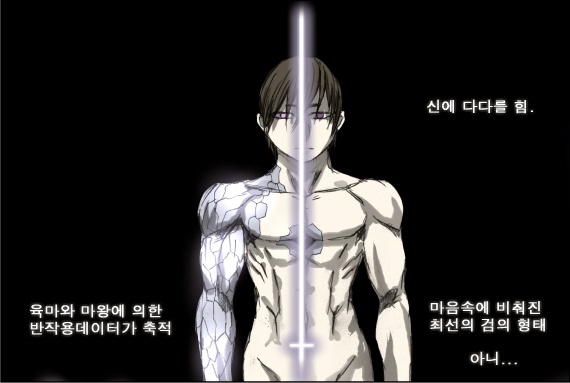 신에 다다를 힘.
육마와 마왕에 의한
반작용데이터가 축적
마음속에 비춰진
최선의 검의 형태
아니...